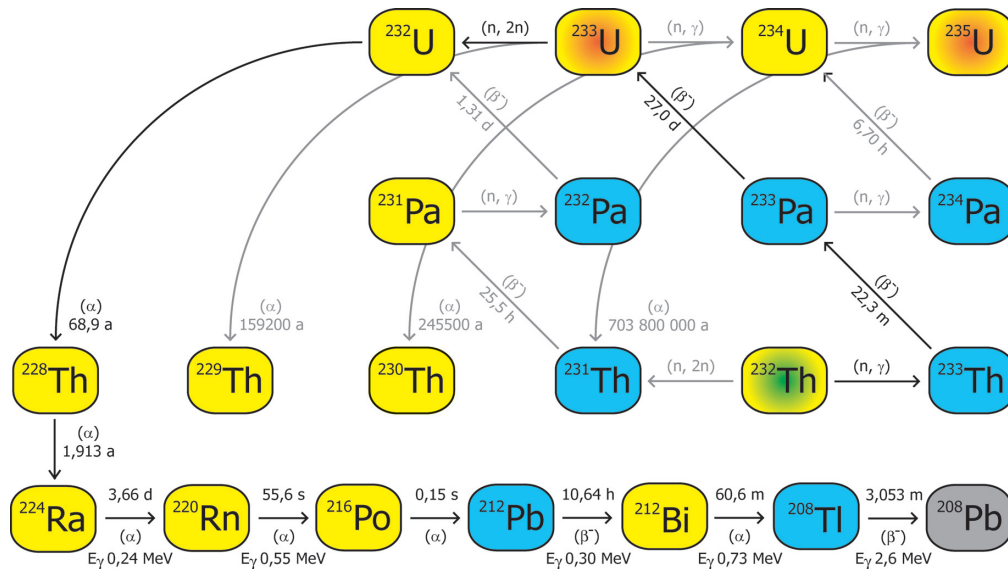 ²³²U (n, 2n) ²³³U (n, γ) ²³⁴U (n, γ) ²³⁵U
(β⁻)
1,31 d
(β⁻)
27,0 d
(β⁻)
6,70 h
²³¹Pa (n, γ) ²³²Pa ²³³Pa (n, γ) ²³⁴Pa
(α)
68,9 a
(α)
159200 a
(α)
245500 a
(β⁻)
25,5 h
(α)
703 800 000 a
(β⁻)
22,3 m
²²⁸Th ²²⁹Th ²³⁰Th ²³¹Th (n, 2n) ²³²Th (n, γ) ²³³Th
(α)
1,913 a
3,66 d 55,6 s 0,15 s 10,64 h 60,6 m 3,053 m
²²⁴Ra ²²⁰Rn ²¹⁶Po ²¹²Pb ²¹²Bi ²⁰⁸Tl ²⁰⁸Pb
(α) (α) (α) (β⁻) (α) (β⁻)
Eγ 0,24 MeV Eγ 0,55 MeV Eγ 0,30 MeV Eγ 0,73 MeV Eγ 2,6 MeV